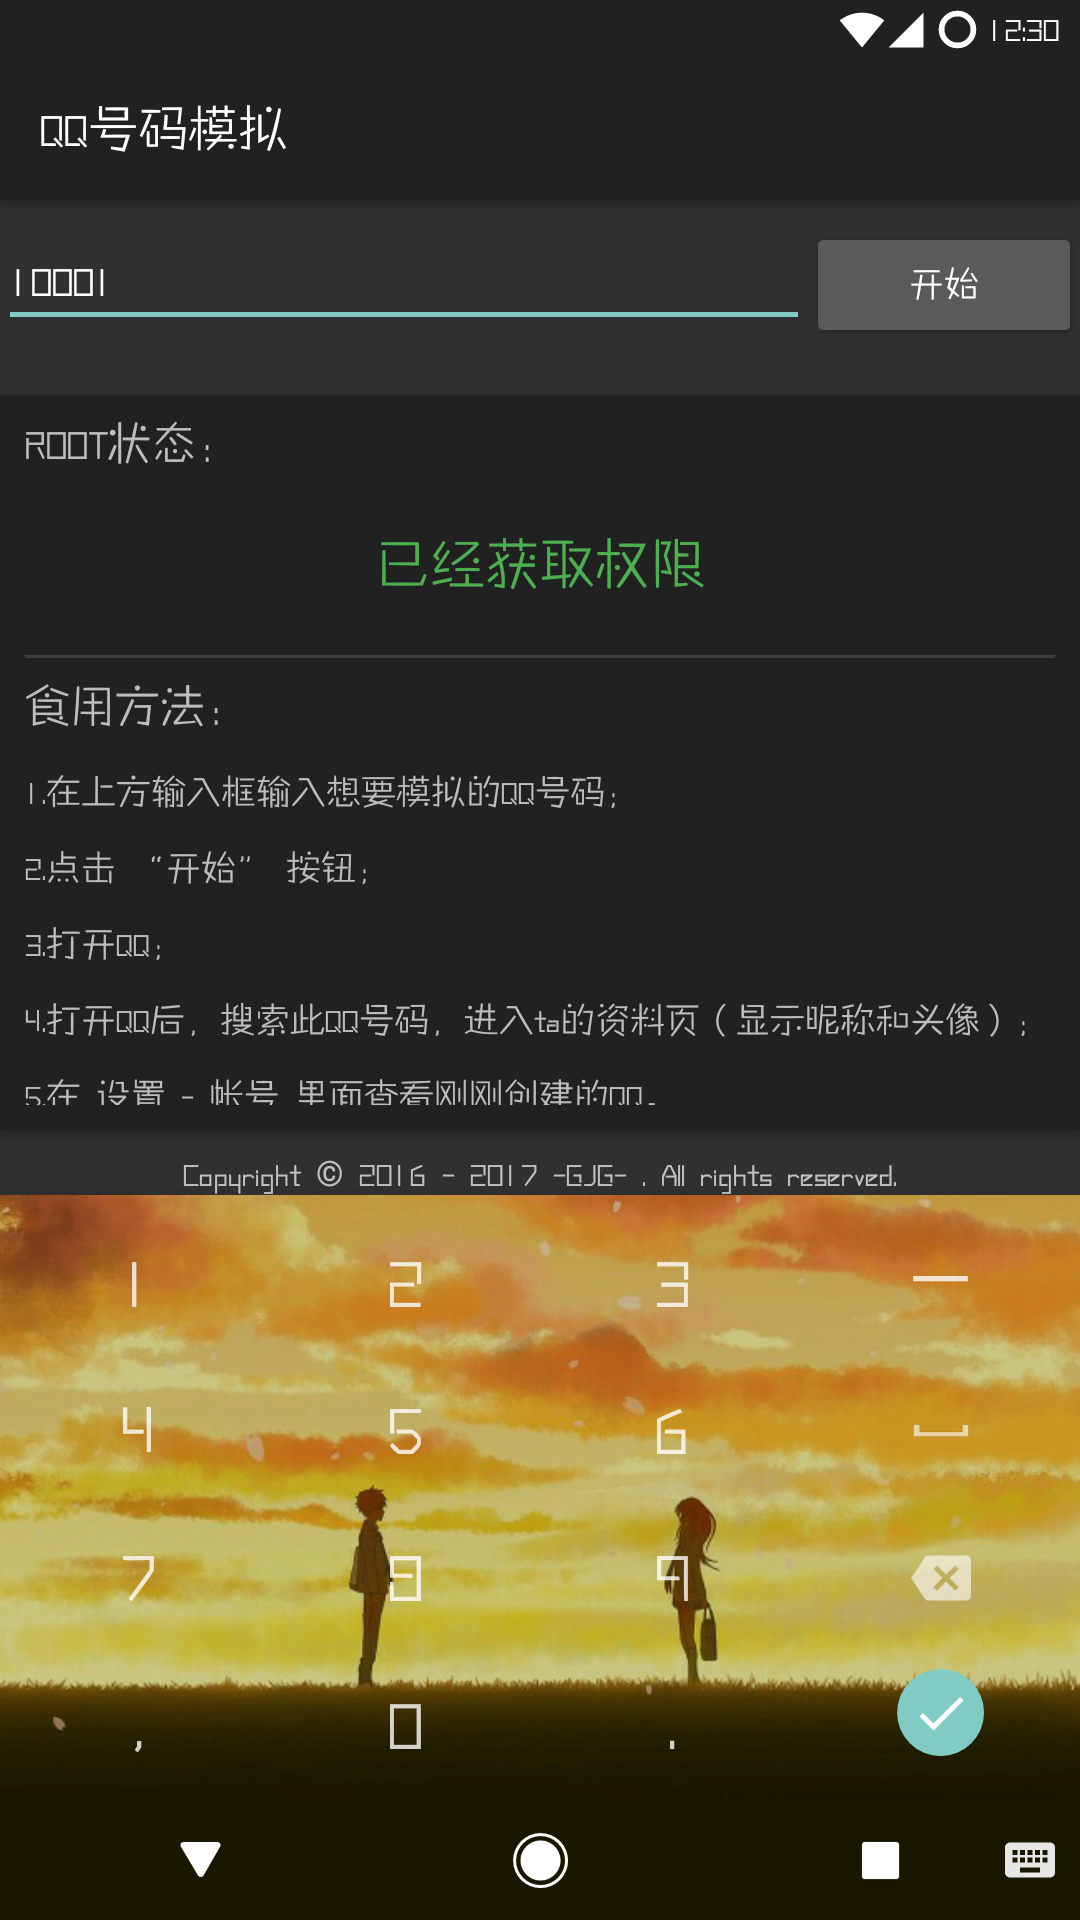 12:30
QQ号码模拟
10001
开始
ROOT状态：
已经获取权限
食用方法：
1.在上方输入框输入想要模拟的QQ号码；
2.点击 “开始” 按钮；
3.打开QQ；
4.打开QQ后，搜索此QQ号码，进入ta的资料页（显示昵称和头像）；
5.在 设置 - 帐号 里面查看刚刚创建的QQ。
Copyright © 2016 - 2017 -GJG- . All rights reserved.
1 2 3 —
4 5 6
7 8 9
, 0 .